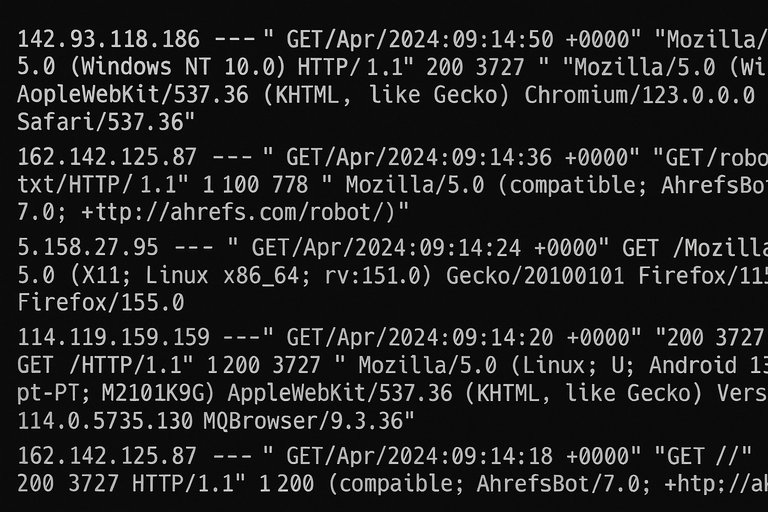 142.93.118.186 ---" GET/Apr/2024:09:14:50 +0000" "Mozilla/
5.0 (Windows NT 10.0) HTTP/1.1" 200 3727 " "Mozilla/5.0 (Wi
AopleWebKit/537.36 (KHTML, like Gecko) Chromium/123.0.0.0
Safari/537.36"
162.142.125.87 ---" GET/Apr/2024:09:14:36 +0000" "GET/robo
txt/HTTP/1.1" 1100 778 " Mozilla/5.0 (compatible; AhrefsBo
7.0; +ttp://ahrefs.com/robot/)"
5.158.27.95 --- " GET/Apr/2024:09:14:24 +0000" GET /Mozilla
5.0 (X11; Linux x86_64; rv:151.0) Gecko/20100101 Firefox/115
Firefox/155.0
114.119.159.159 ---" GET/Apr/2024:09:14:20 +0000" "200 3727
GET /HTTP/1.1" 1200 3727 " Mozilla/5.0 (Linux; U; Android 13
pt-PT; M2101K9G) AppleWebKit/537.36 (KHTML, like Gecko) Vers
114.0.5735.130 MQBrowser/9.3.36"
162.142.125.87 ---" GET/Apr/2024:09:14:18 +0000" "GET //"
200 3727 HTTP/1.1" 1200 (compaible; AhrefsBot/7.0; +htp://ah